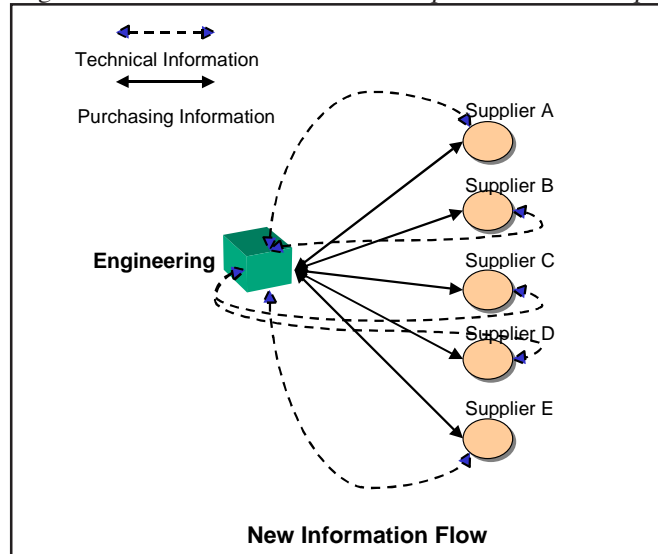 Technical Information
Purchasing Information
Supplier A
Supplier B
Engineering
Supplier C
Supplier D
Supplier E
New Information Flow